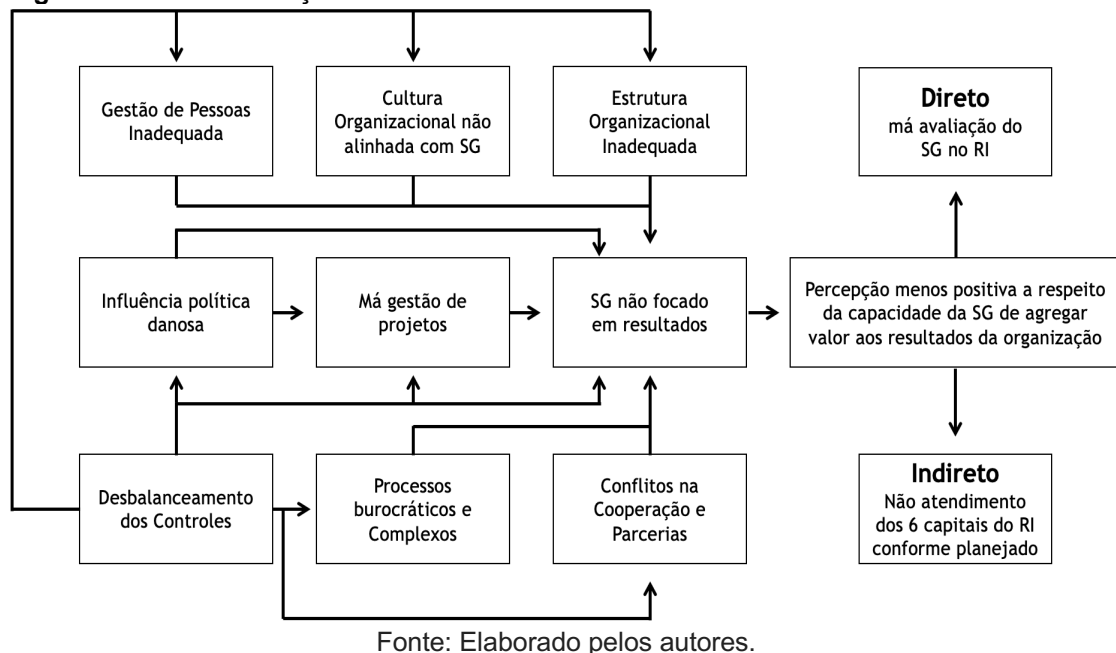 Gestão de Pessoas
Inadequada
Cultura
Organizacional não
alinhada com SG
Estrutura
Organizacional
Inadequada
Direto
má avaliação do
SG no RI
Influência política
danosa
Má gestão de
projetos
SG não focado
em resultados
Percepção menos positiva a respeito
da capacidade da SG de agregar
valor aos resultados da organização
Desbalanceamento
dos Controles
Processos
burocráticos e
Complexos
Conflitos na
Cooperação e
Parcerias
Indireto
Não atendimento
dos 6 capitais do RI
conforme planejado
Fonte: Elaborado pelos autores.